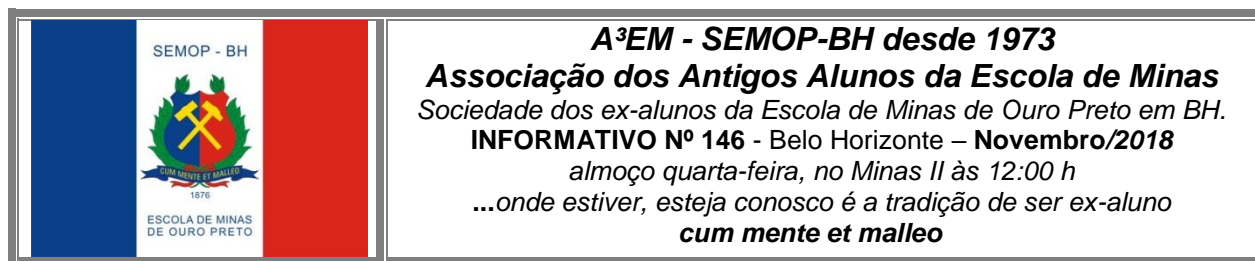 SEMOP - BH
CUM MENTE ET MALLEO
1876
ESCOLA DE MINAS
DE OURO PRETO
A³EM - SEMOP-BH desde 1973
Associação dos Antigos Alunos da Escola de Minas
Sociedade dos ex-alunos da Escola de Minas de Ouro Preto em BH.
INFORMATIVO Nº 146 - Belo Horizonte – Novembro/2018
almoço quarta-feira, no Minas II às 12:00 h
...onde estiver, esteja conosco é a tradição de ser ex-aluno
cum mente et malleo